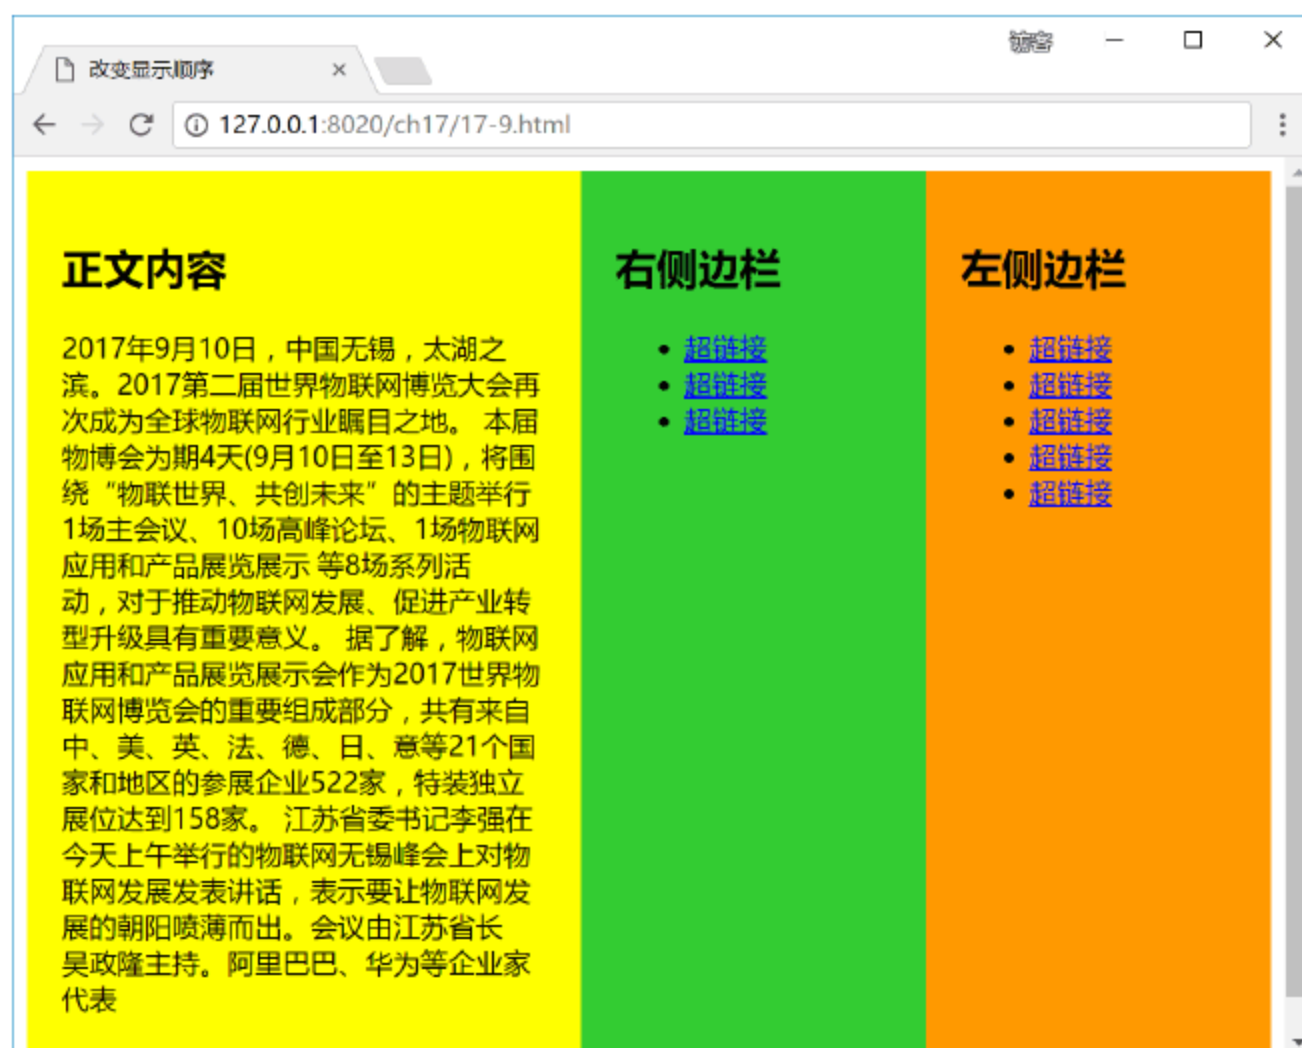 访客
改变显示顺序
127.0.0.1:8020/ch17/17-9.html
正文内容
2017年9月10日，中国无锡，太湖之
滨。2017第二届世界物联网博览大会再
次成为全球物联网行业瞩目之地。 本届
物博会为期4天(9月10日至13日)，将围
绕“物联世界、共创未来”的主题举行
1场主会议、10场高峰论坛、1场物联网
应用和产品展览展示 等8场系列活
动，对于推动物联网发展、促进产业转
型升级具有重要意义。 据了解，物联网
应用和产品展览展示会作为2017世界物
联网博览会的重要组成部分，共有来自
中、美、英、法、德、日、意等21个国
家和地区的参展企业522家，特装独立
展位达到158家。 江苏省委书记李强在
今天上午举行的物联网无锡峰会上对物
联网发展发表讲话，表示要让物联网发
展的朝阳喷薄而出。会议由江苏省长
吴政隆主持。阿里巴巴、华为等企业家
代表
右侧边栏
超链接
超链接
超链接
左侧边栏
超链接
超链接
超链接
超链接
超链接